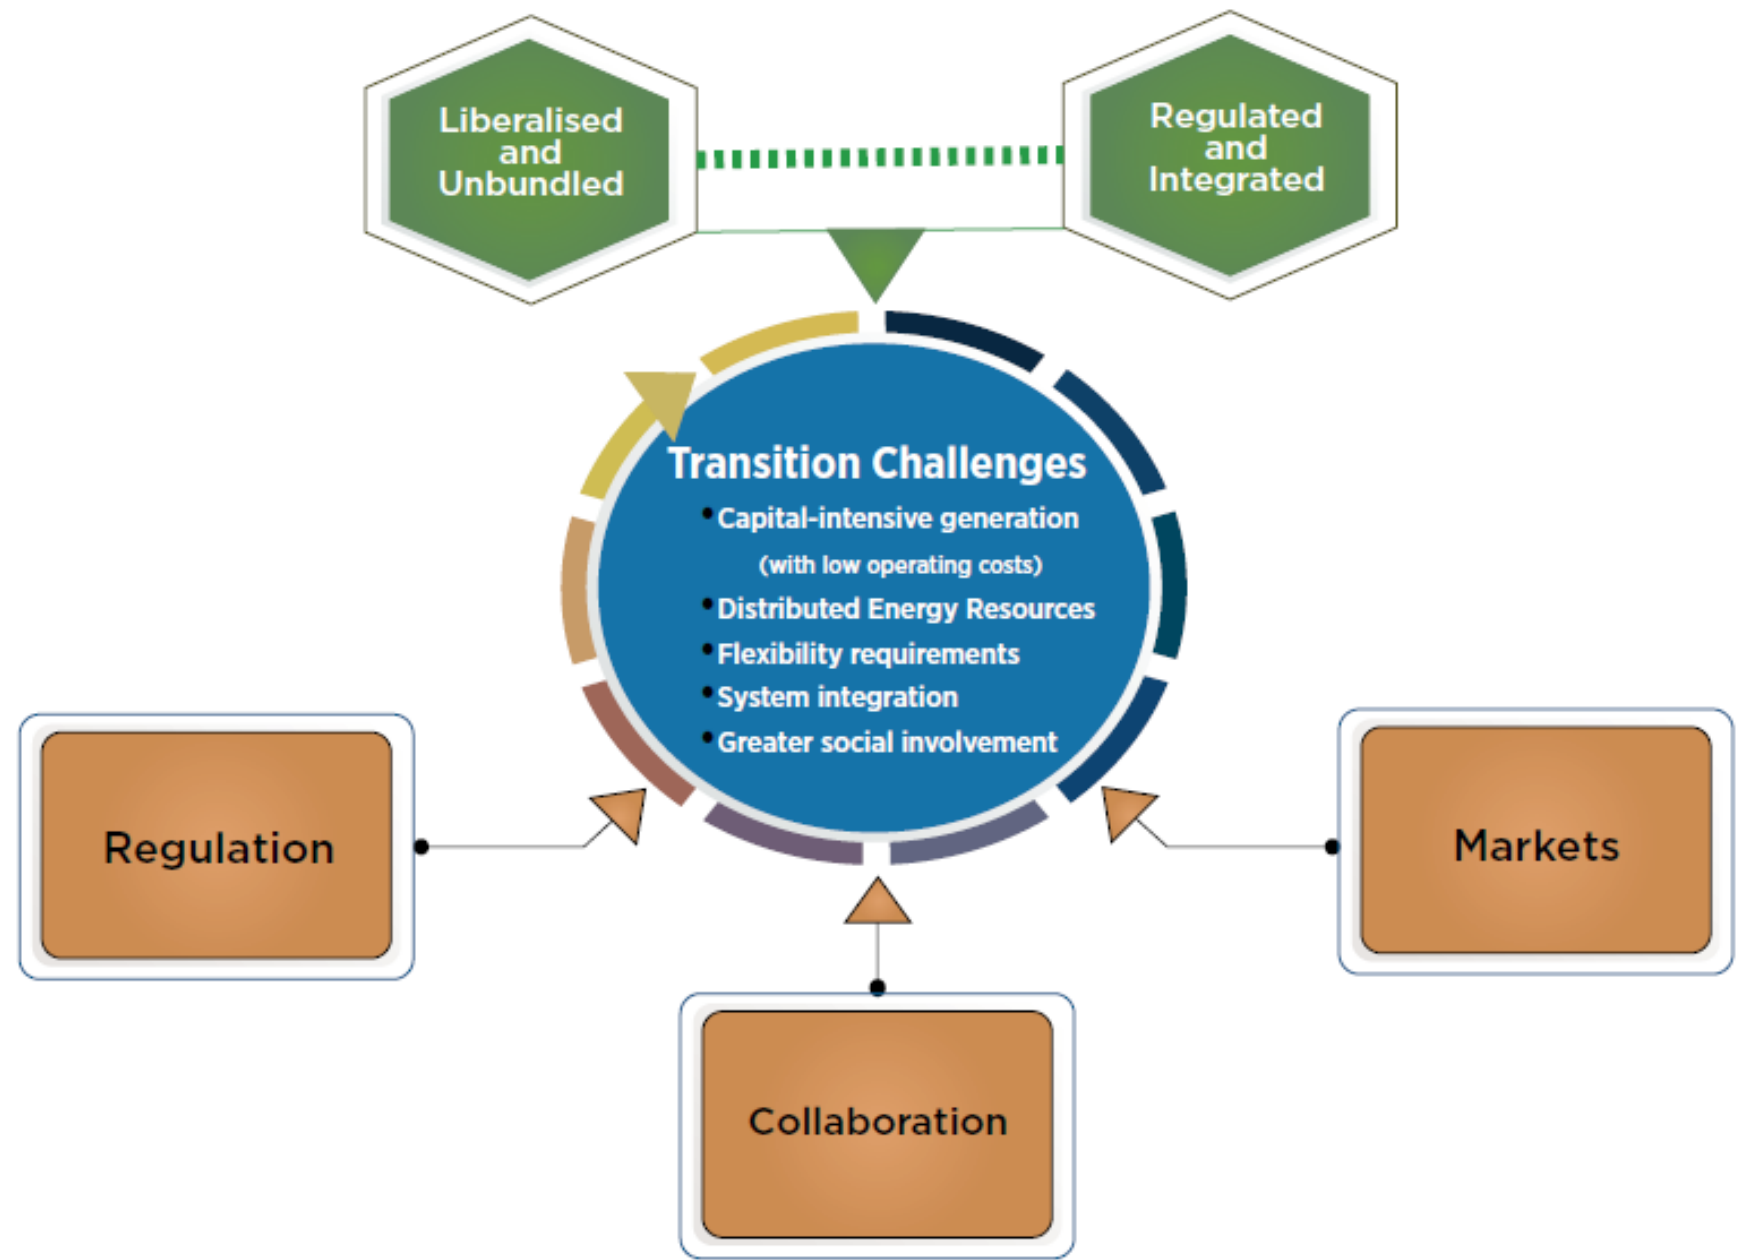 Liberalised
and
Unbundled
Regulated
and
Integrated
Transition Challenges
•Capital-intensive generation
(with low operating costs)
•Distributed Energy Resources
•Flexibility requirements
•System integration
•Greater social involvement
Regulation
Markets
Collaboration